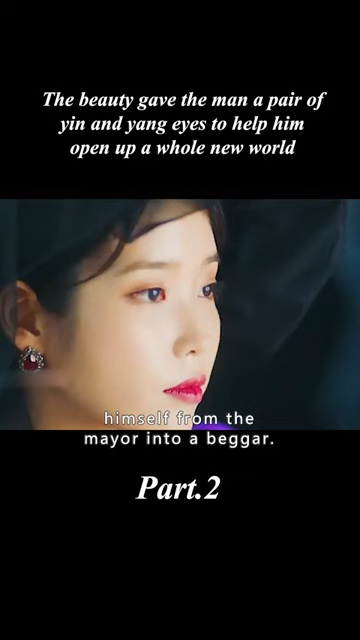 The beauty gave the man a pair of
yin and yang eyes to help him
open up a whole new world
himself from the
mayor into a beggar.
Part.2